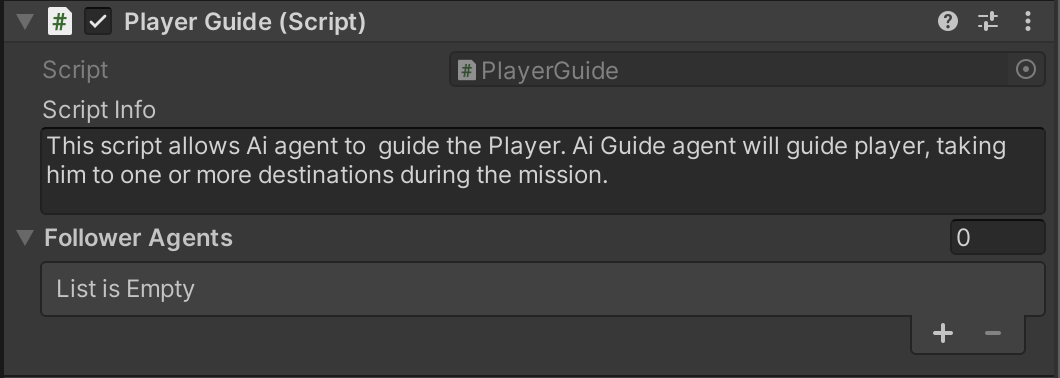 Player Guide (Script)
Script
PlayerGuide
Script Info
This script allows Ai agent to  guide the Player. Ai Guide agent will guide player, taking
him to one or more destinations during the mission.
Follower Agents
0
List is Empty